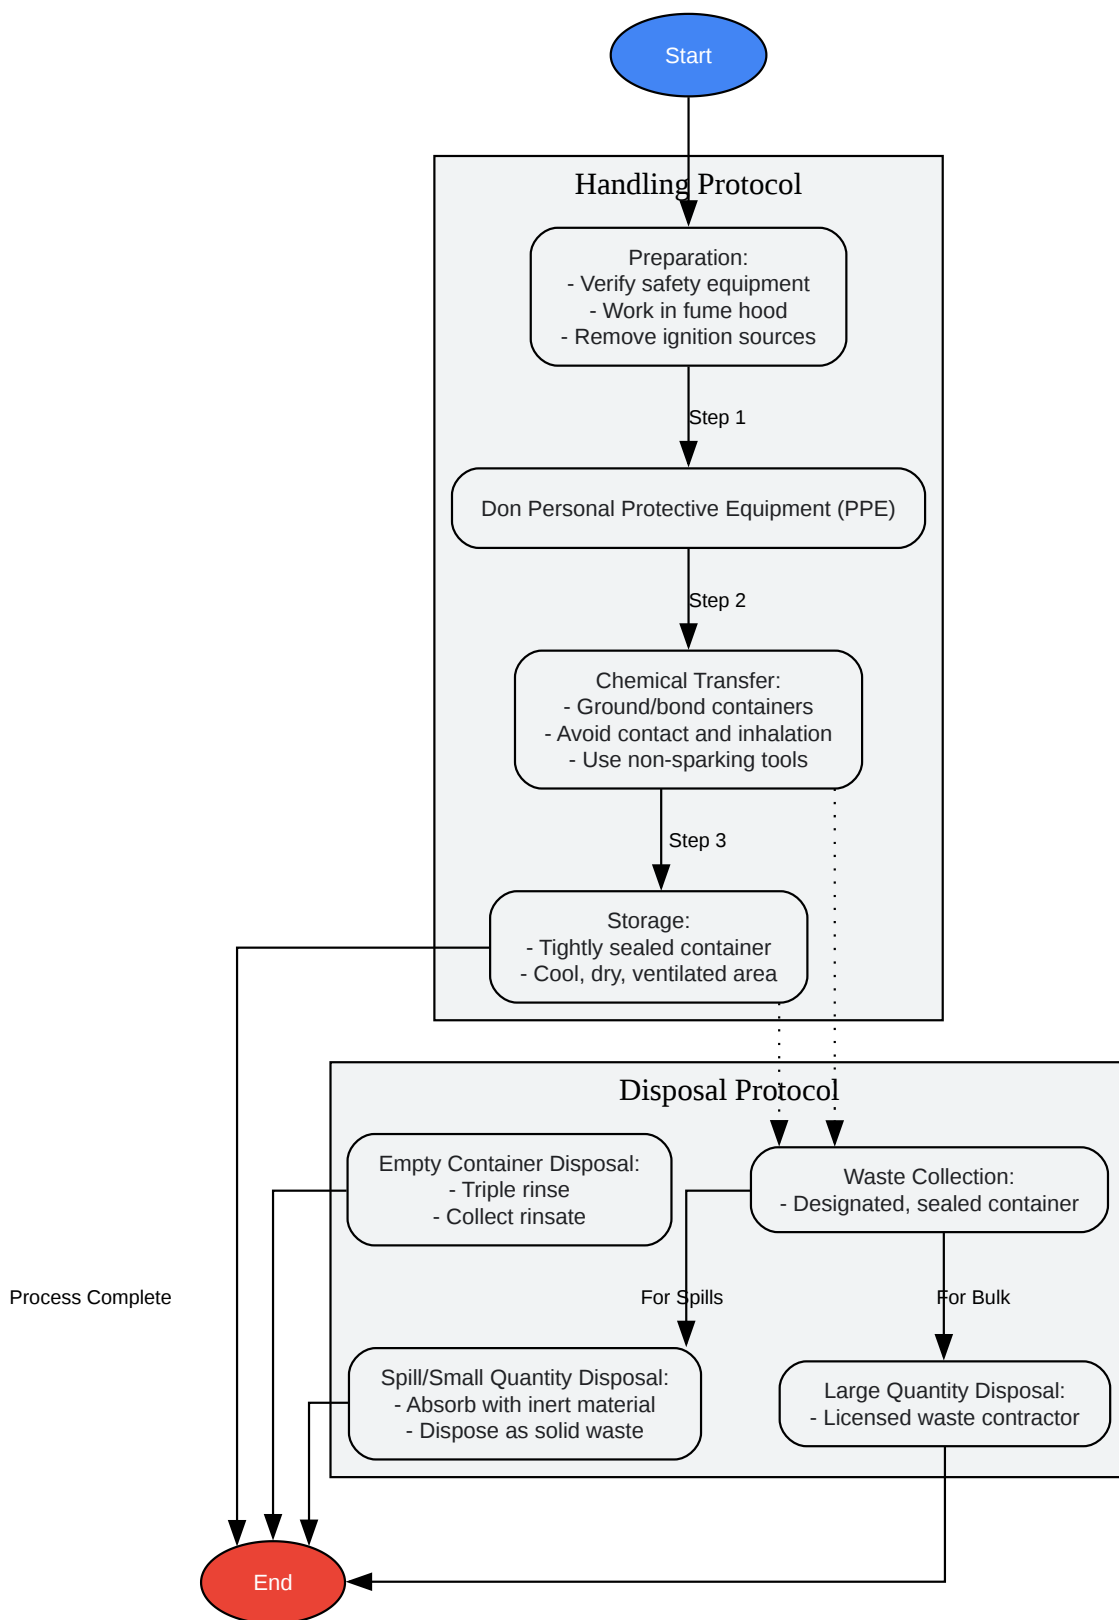 Start
Handling Protocol
Preparation:
- Verify safety equipment
- Work in fume hood
- Remove ignition sources
Step 1
Don Personal Protective Equipment (PPE)
Step 2
Chemical Transfer:
- Ground/bond containers
- Avoid contact and inhalation
- Use non-sparking tools
Step 3
Storage:
- Tightly sealed container
- Cool, dry, ventilated area
Disposal Protocol
Empty Container Disposal:
- Triple rinse
- Collect rinsate
Waste Collection:
- Designated, sealed container
Process Complete
For Spills
For Bulk
Spill/Small Quantity Disposal:
- Absorb with inert material
- Dispose as solid waste
Large Quantity Disposal:
- Licensed waste contractor
End